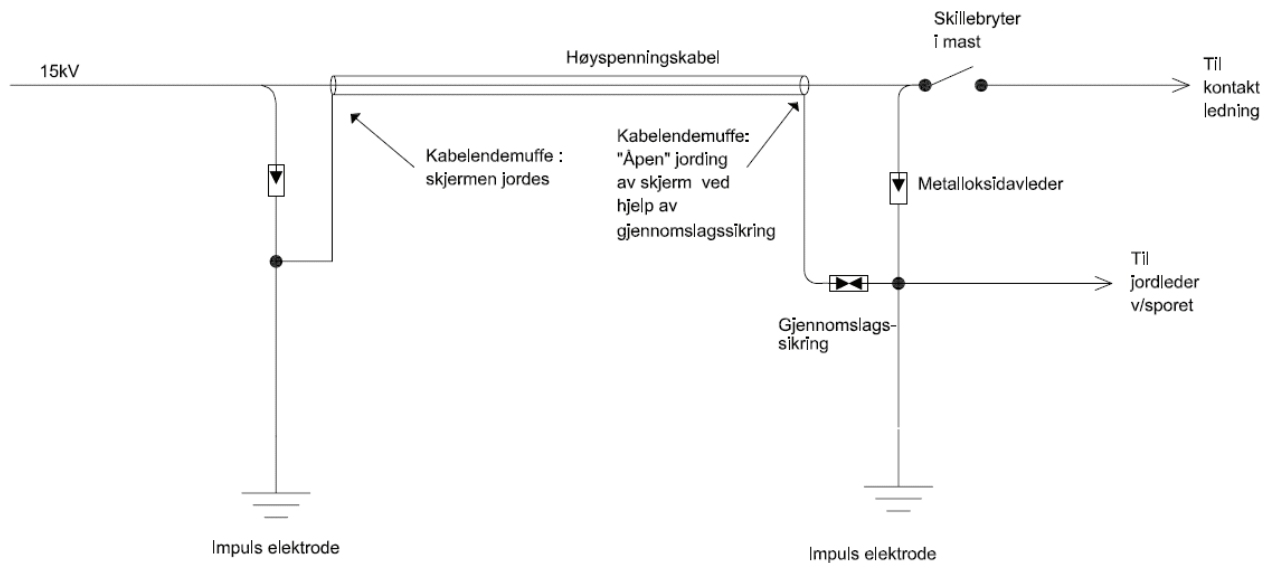 Skillebryter
i mast
15kV
Høyspenningskabel
Til
kontakt
ledning
Kabelendemuffe :
skjermen jordes
Kabelendemuffe:
"Åpen" jording
av skjerm ved
hjelp av
gjennomslagssikring
Metalloksidavleder
Til
jordleder
v/sporet
Gjennomslags-
sikring
Impuls elektrode
Impuls elektrode